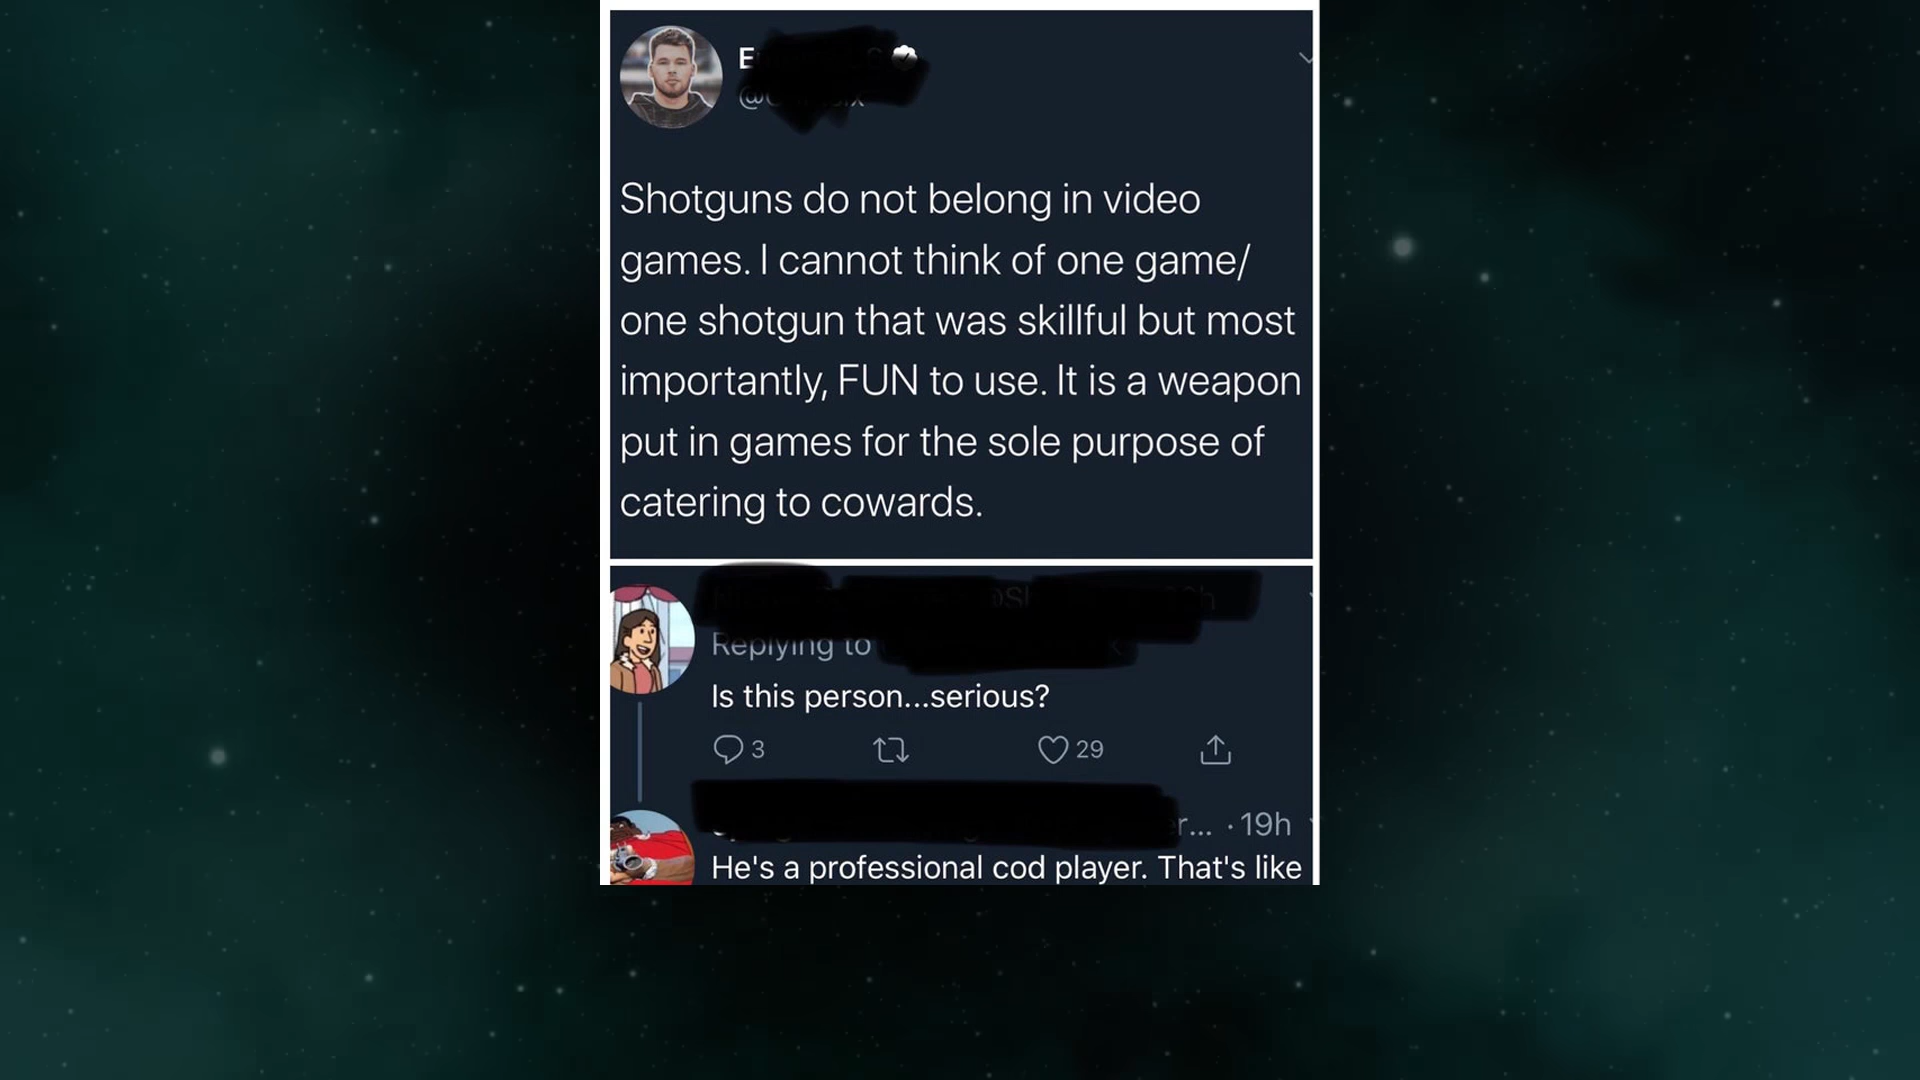 Shotguns do not belong in video
games. I cannot think of one game/
one shotgun that was skillful but most
importantly, FUN to use. It is a weapon
put in games for the sole purpose of
catering to cowards.
Replying to
Is this person...serious?
3 29
r... · 19h
He's a professional cod player. That's like